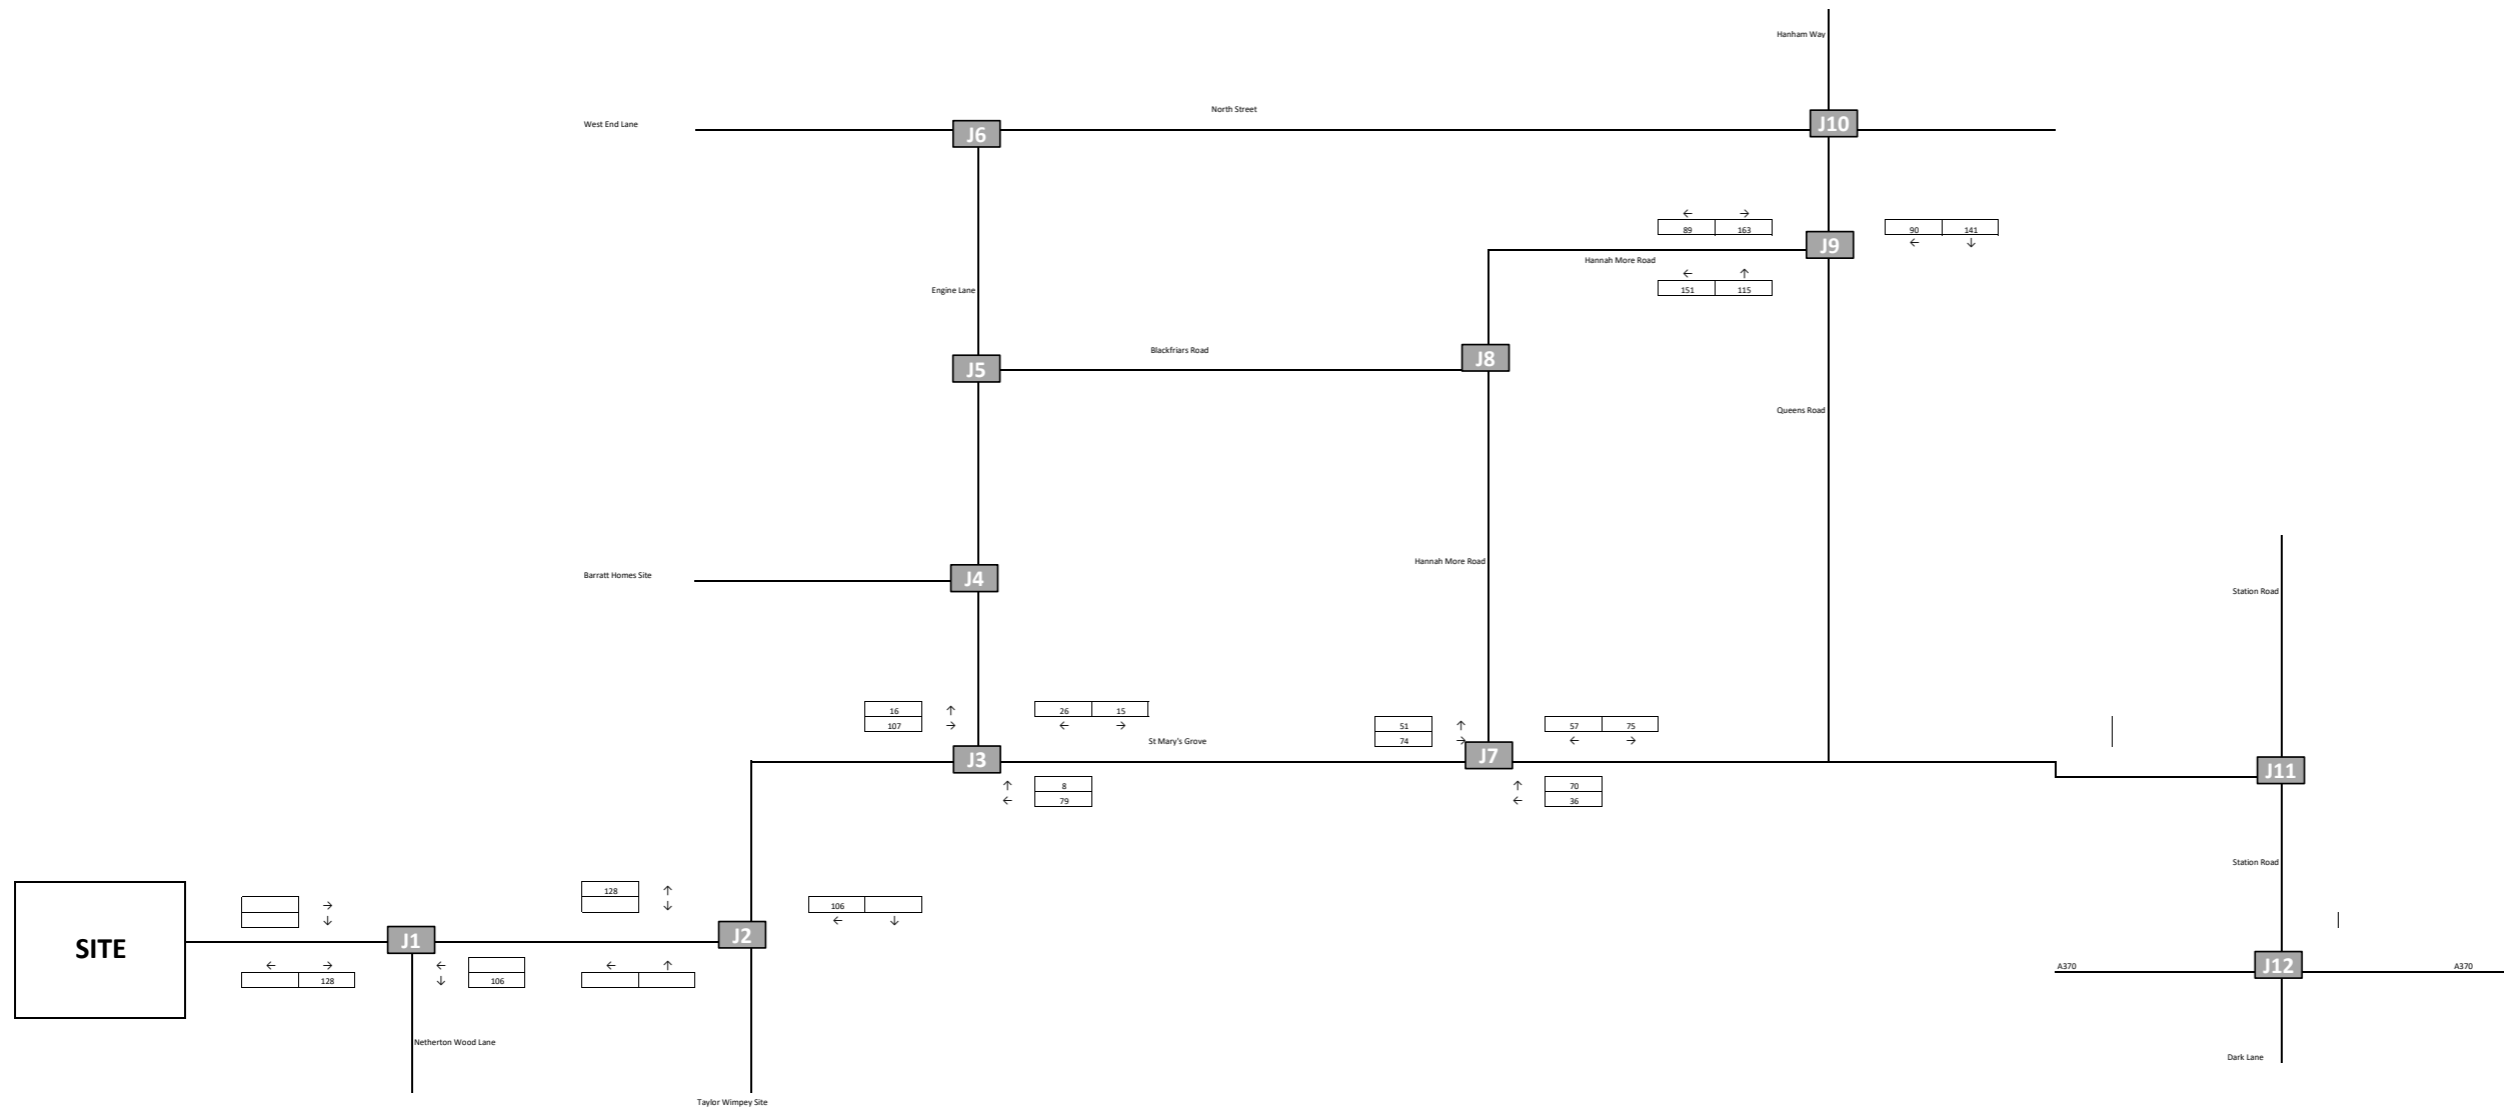 Hanham Way
North Street
West End Lane
J6
J10
← →
89 163
90 141
← ↓
J9
Hannah More Road
← ↑
151 115
Engine Lane
Blackfriars Road
J8
J5
Queens Road
Hannah More Road
Barratt Homes Site
J4
Station Road
16 ↑
107 →
26 15
← →
St Mary's Grove
51 ↑
74 →
57 75
← →
J3
J7
J11
↑ 8
← 79
↑ 70
← 36
Station Road
128 ↑
↓
→
↓
106
← ↓
SITE
J1
J2
J12
A370
A370
← →
128
←
↓ 106
← ↑
Netherton Wood Lane
Dark Lane
Taylor Wimpey Site